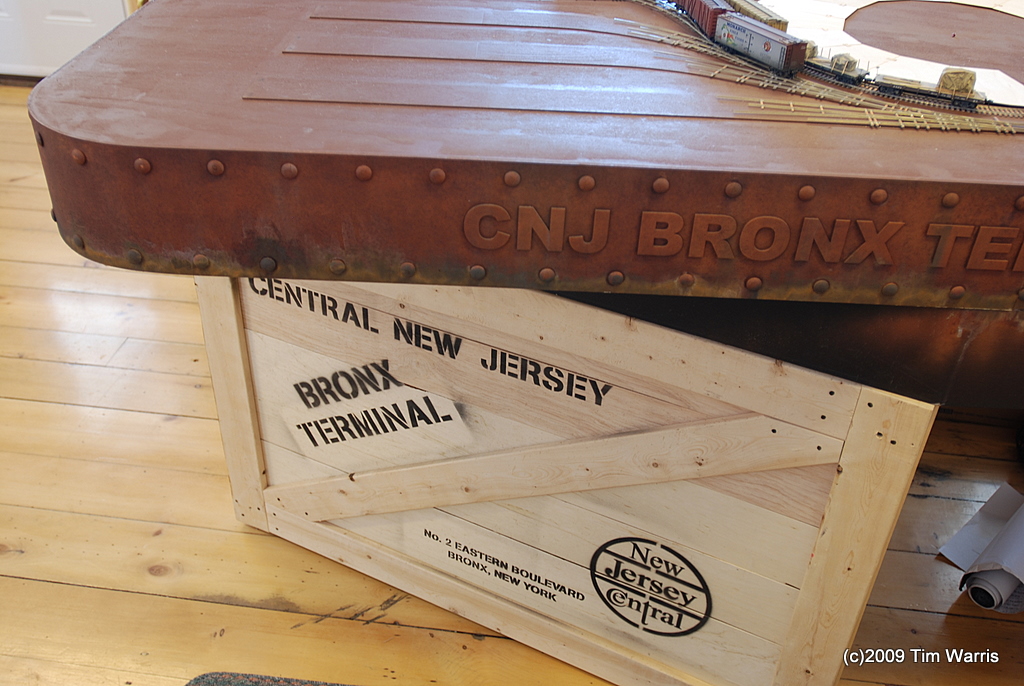 CNJ BRONX TE
CENTRAL NEW JERSEY
BRONX
TERMINAL
No. 2 EASTERN BOULEVARD
BRONX, NEW YORK
New
Jersey
Central
(c)2009 Tim Warris